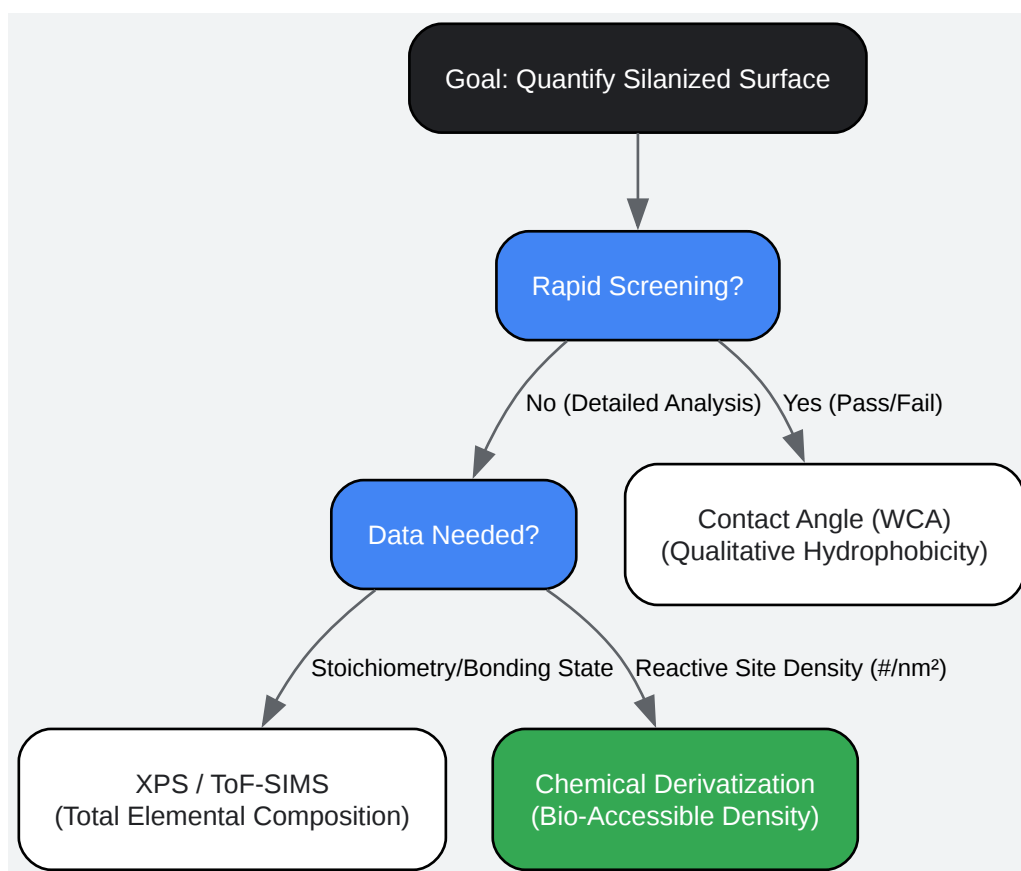 Goal: Quantify Silanized Surface
Rapid Screening?
No (Detailed Analysis)
Yes (Pass/Fail)
Contact Angle (WCA)
(Qualitative Hydrophobicity)
Data Needed?
Stoichiometry/Bonding State
Reactive Site Density (#/nm²)
XPS / ToF-SIMS
(Total Elemental Composition)
Chemical Derivatization
(Bio-Accessible Density)